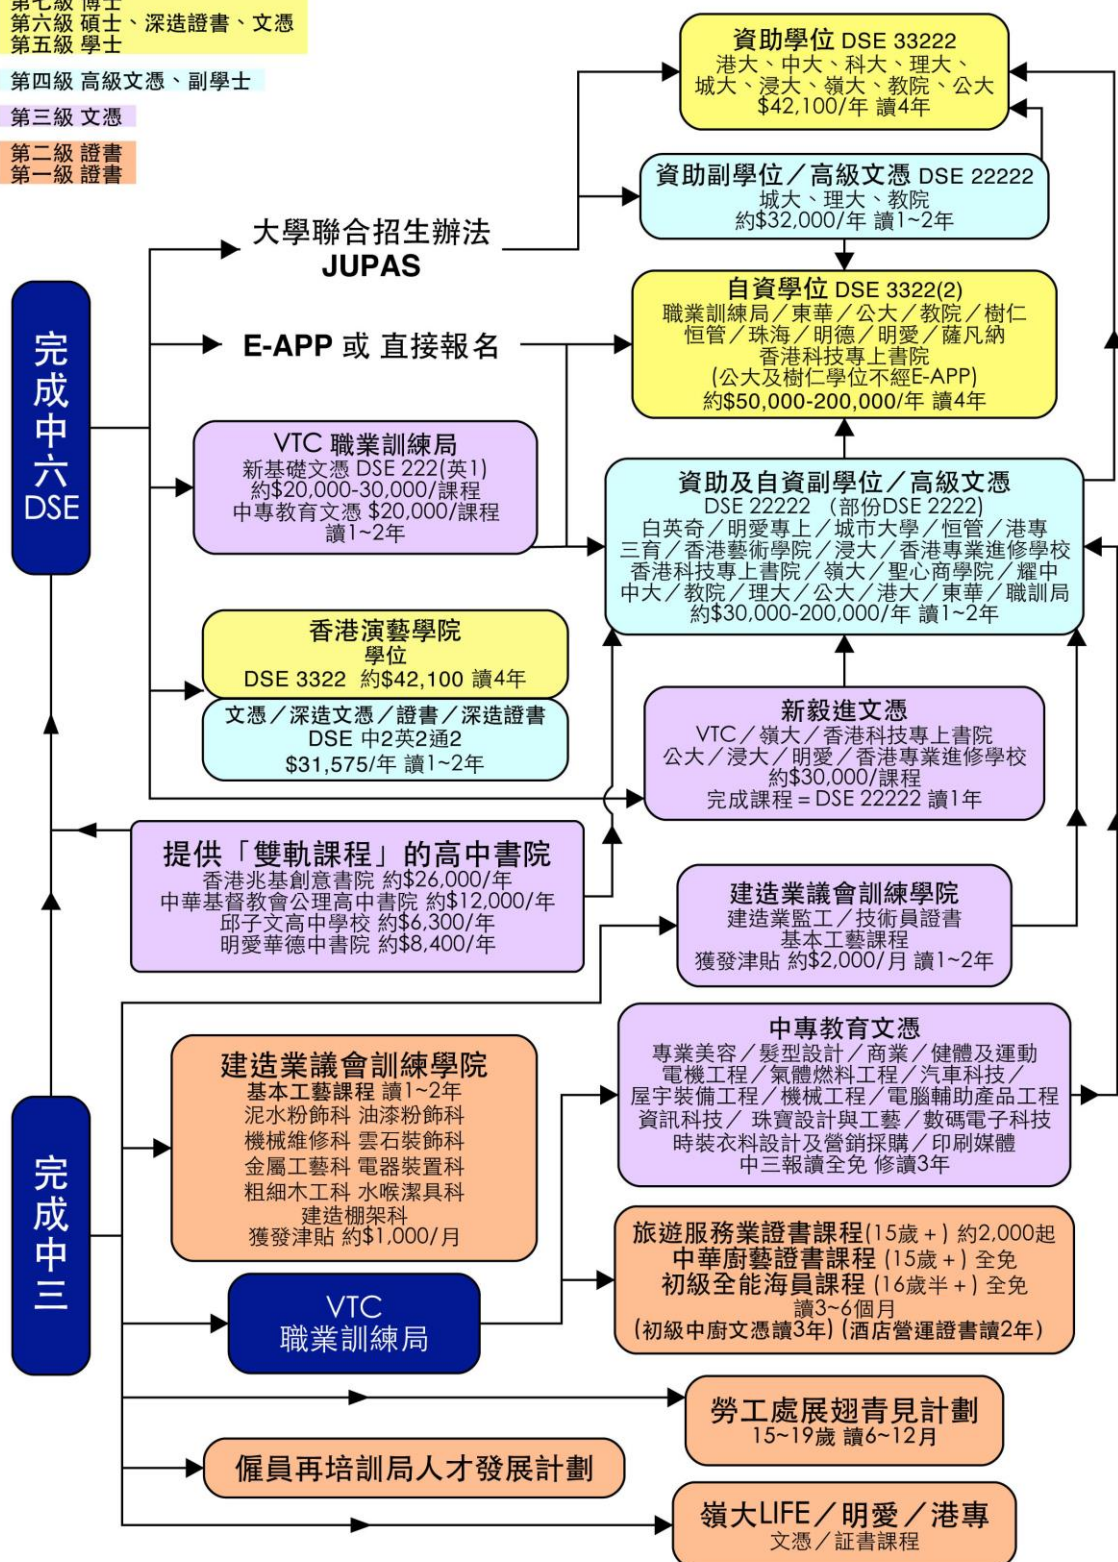 第七級 博士
第六級 碩士、深造證書、文憑
第五級 學士
第四級 高級文憑、副學士
第三級 文憑
第二級 證書
第一級 證書
資助學位 DSE 33222
港大、中大、科大、理大、
城大、浸大、嶺大、教院、公大
$42,100/年 讀4年
資助副學位／高級文憑 DSE 22222
城大、理大、教院
約$32,000/年 讀1~2年
大學聯合招生辦法
JUPAS
自資學位 DSE 3322(2)
職業訓練局／東華／公大／教院／樹仁
恒管／珠海／明德／明愛／薩凡納
香港科技專上書院
(公大及樹仁學位不經E-APP)
約$50,000-200,000/年 讀4年
E-APP 或 直接報名
完成中六
DSE
VTC 職業訓練局
新基礎文憑 DSE 222(英1)
約$20,000-30,000/課程
中專教育文憑 $20,000/課程
讀1~2年
資助及自資副學位／高級文憑
DSE 22222 （部份DSE 2222)
白英奇／明愛專上／城市大學／恒管／港專
三育／香港藝術學院／浸大／香港專業進修學校
香港科技專上書院／嶺大／聖心商學院／耀中
中大／教院／理大／公大／港大／東華／職訓局
約$30,000-200,000/年 讀1~2年
香港演藝學院
學位
DSE 3322 約$42,100 讀4年
文憑／深造文憑／證書／深造證書
DSE 中2英2通2
$31,575/年 讀1~2年
新毅進文憑
VTC／嶺大／香港科技專上書院
公大／浸大／明愛／香港專業進修學校
約$30,000/課程
完成課程 = DSE 22222 讀1年
提供「雙軌課程」的高中書院
香港兆基創意書院 約$26,000/年
中華基督教會公理高中書院 約$12,000/年
邱子文高中學校 約$6,300/年
明愛華德中書院 約$8,400/年
建造業議會訓練學院
建造業監工／技術員證書
基本工藝課程
獲發津貼 約$2,000/月 讀1~2年
完成中三
建造業議會訓練學院
基本工藝課程 讀1~2年
泥水粉飾科 油漆粉飾科
機械維修科 雲石裝飾科
金屬工藝科 電器裝置科
粗細木工科 水喉潔具科
建造棚架科
獲發津貼 約$1,000/月
中專教育文憑
專業美容／髮型設計／商業／健體及運動
電機工程／氣體燃料工程／汽車科技／
屋宇裝備工程／機械工程／電腦輔助產品工程
資訊科技／ 珠寶設計與工藝／數碼電子科技
時裝衣料設計及營銷採購／印刷媒體
中三報讀全免 修讀3年
VTC
職業訓練局
旅遊服務業證書課程(15歲 + ) 約2,000起
中華廚藝證書課程 (15歲 + ) 全免
初級全能海員課程 (16歲半 + ) 全免
讀3~6個月
(初級中廚文憑讀3年) (酒店營運證書讀2年)
勞工處展翅青見計劃
15~19歲 讀6~12月
僱員再培訓局人才發展計劃
嶺大LIFE／明愛／港專
文憑／証書課程